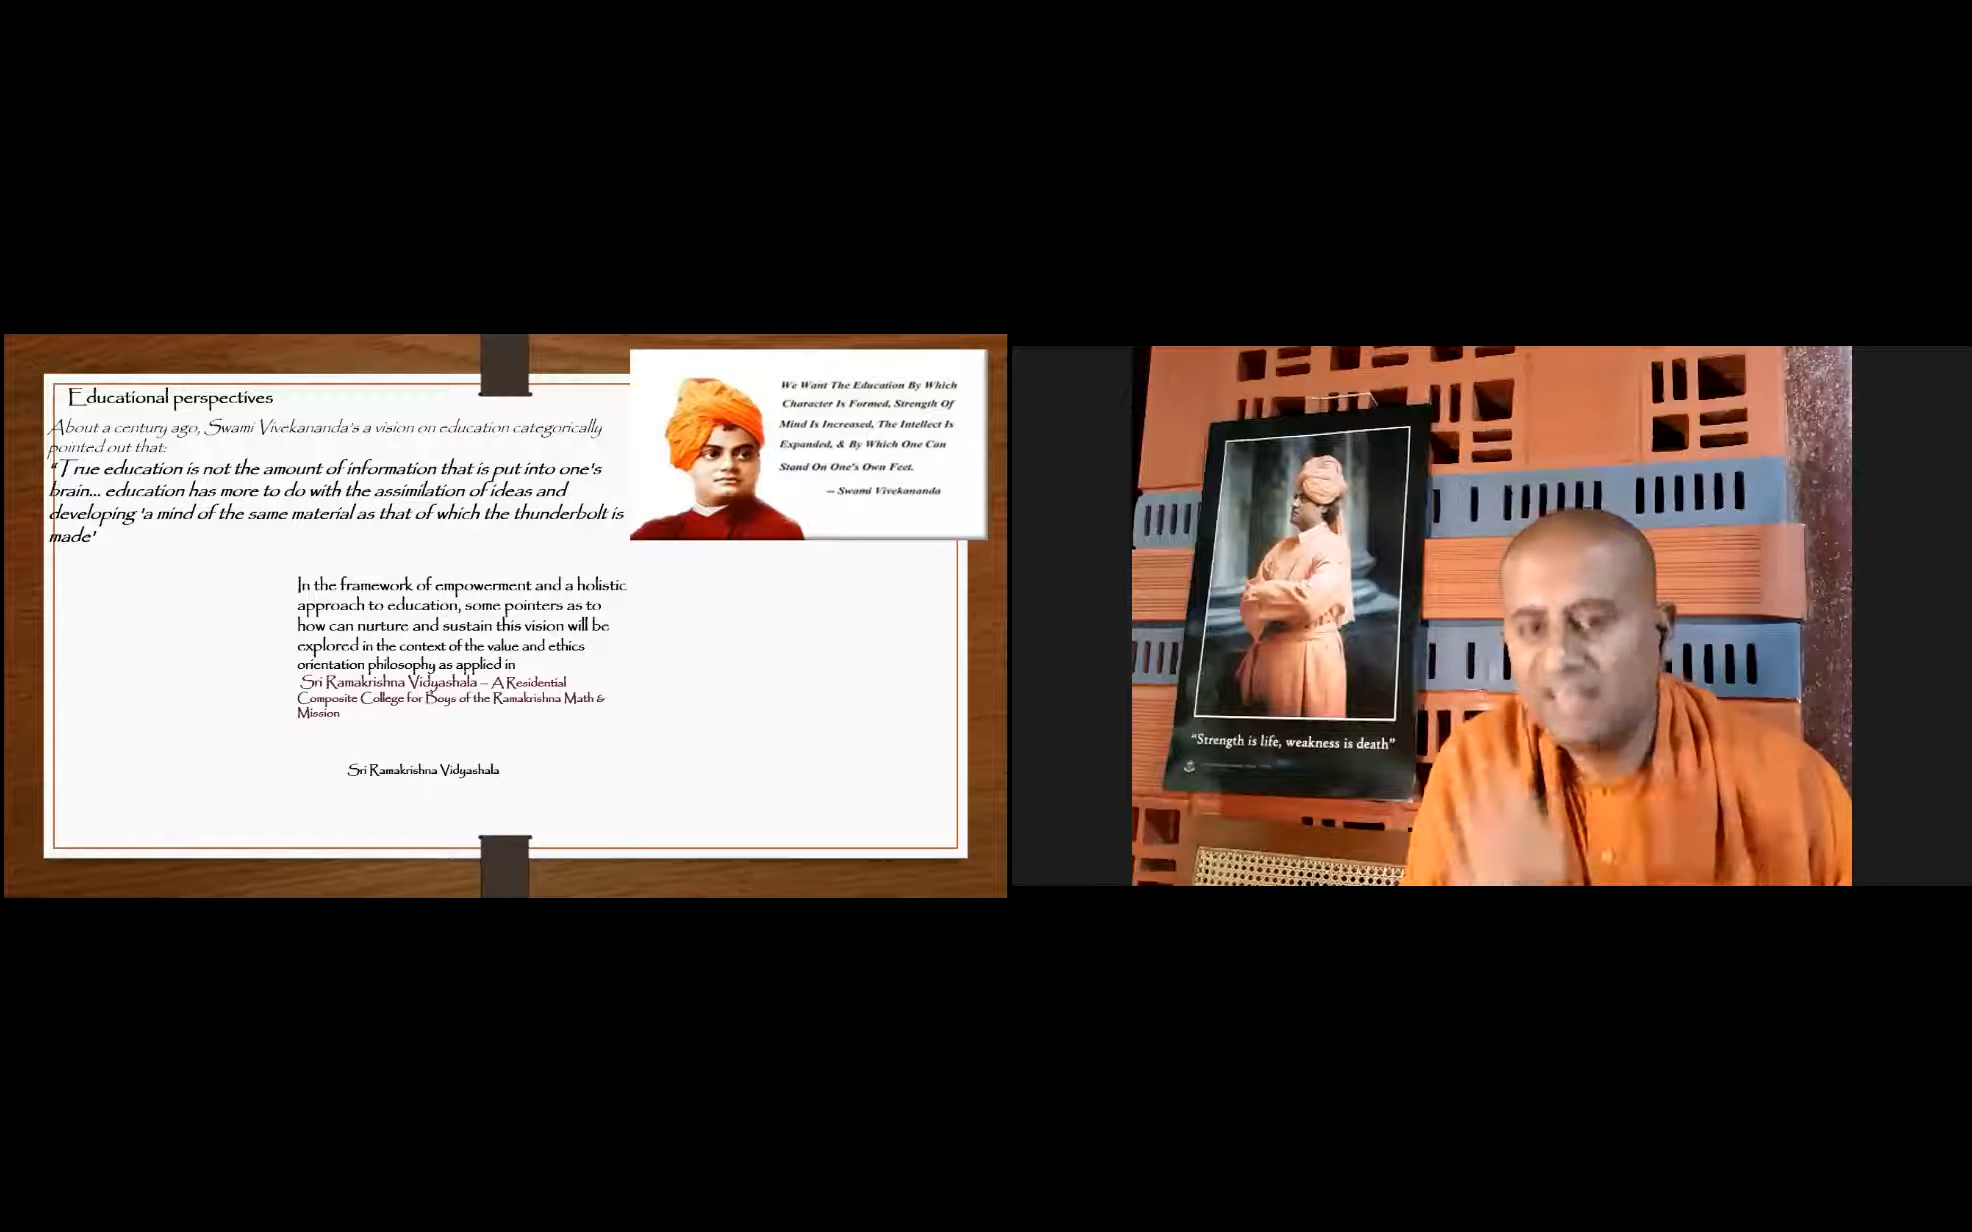 Educational perspectives
About a century ago, Swami Vivekananda's a vision on education categorically
pointed out that:
"True education is not the amount of information that is put into one's
brain... education has more to do with the assimilation of ideas and
developing 'a mind of the same material as that of which the thunderbolt is
made'
We Want The Education By Which
Character Is Formed, Strength Of
Mind Is Increased, The Intellect Is
Expanded, & By Which One Can
Stand On One's Own Feet.
– Swami Vivekananda
In the framework of empowerment and a holistic
approach to education, some pointers as to
how can nurture and sustain this vision will be
explored in the context of the value and ethics
orientation philosophy as applied in
Sri Ramakrishna Vidyashala – A Residential
Composite College for Boys of the Ramakrishna Math &
Mission
Sri Ramakrishna Vidyashala
"Strength is life, weakness is death"